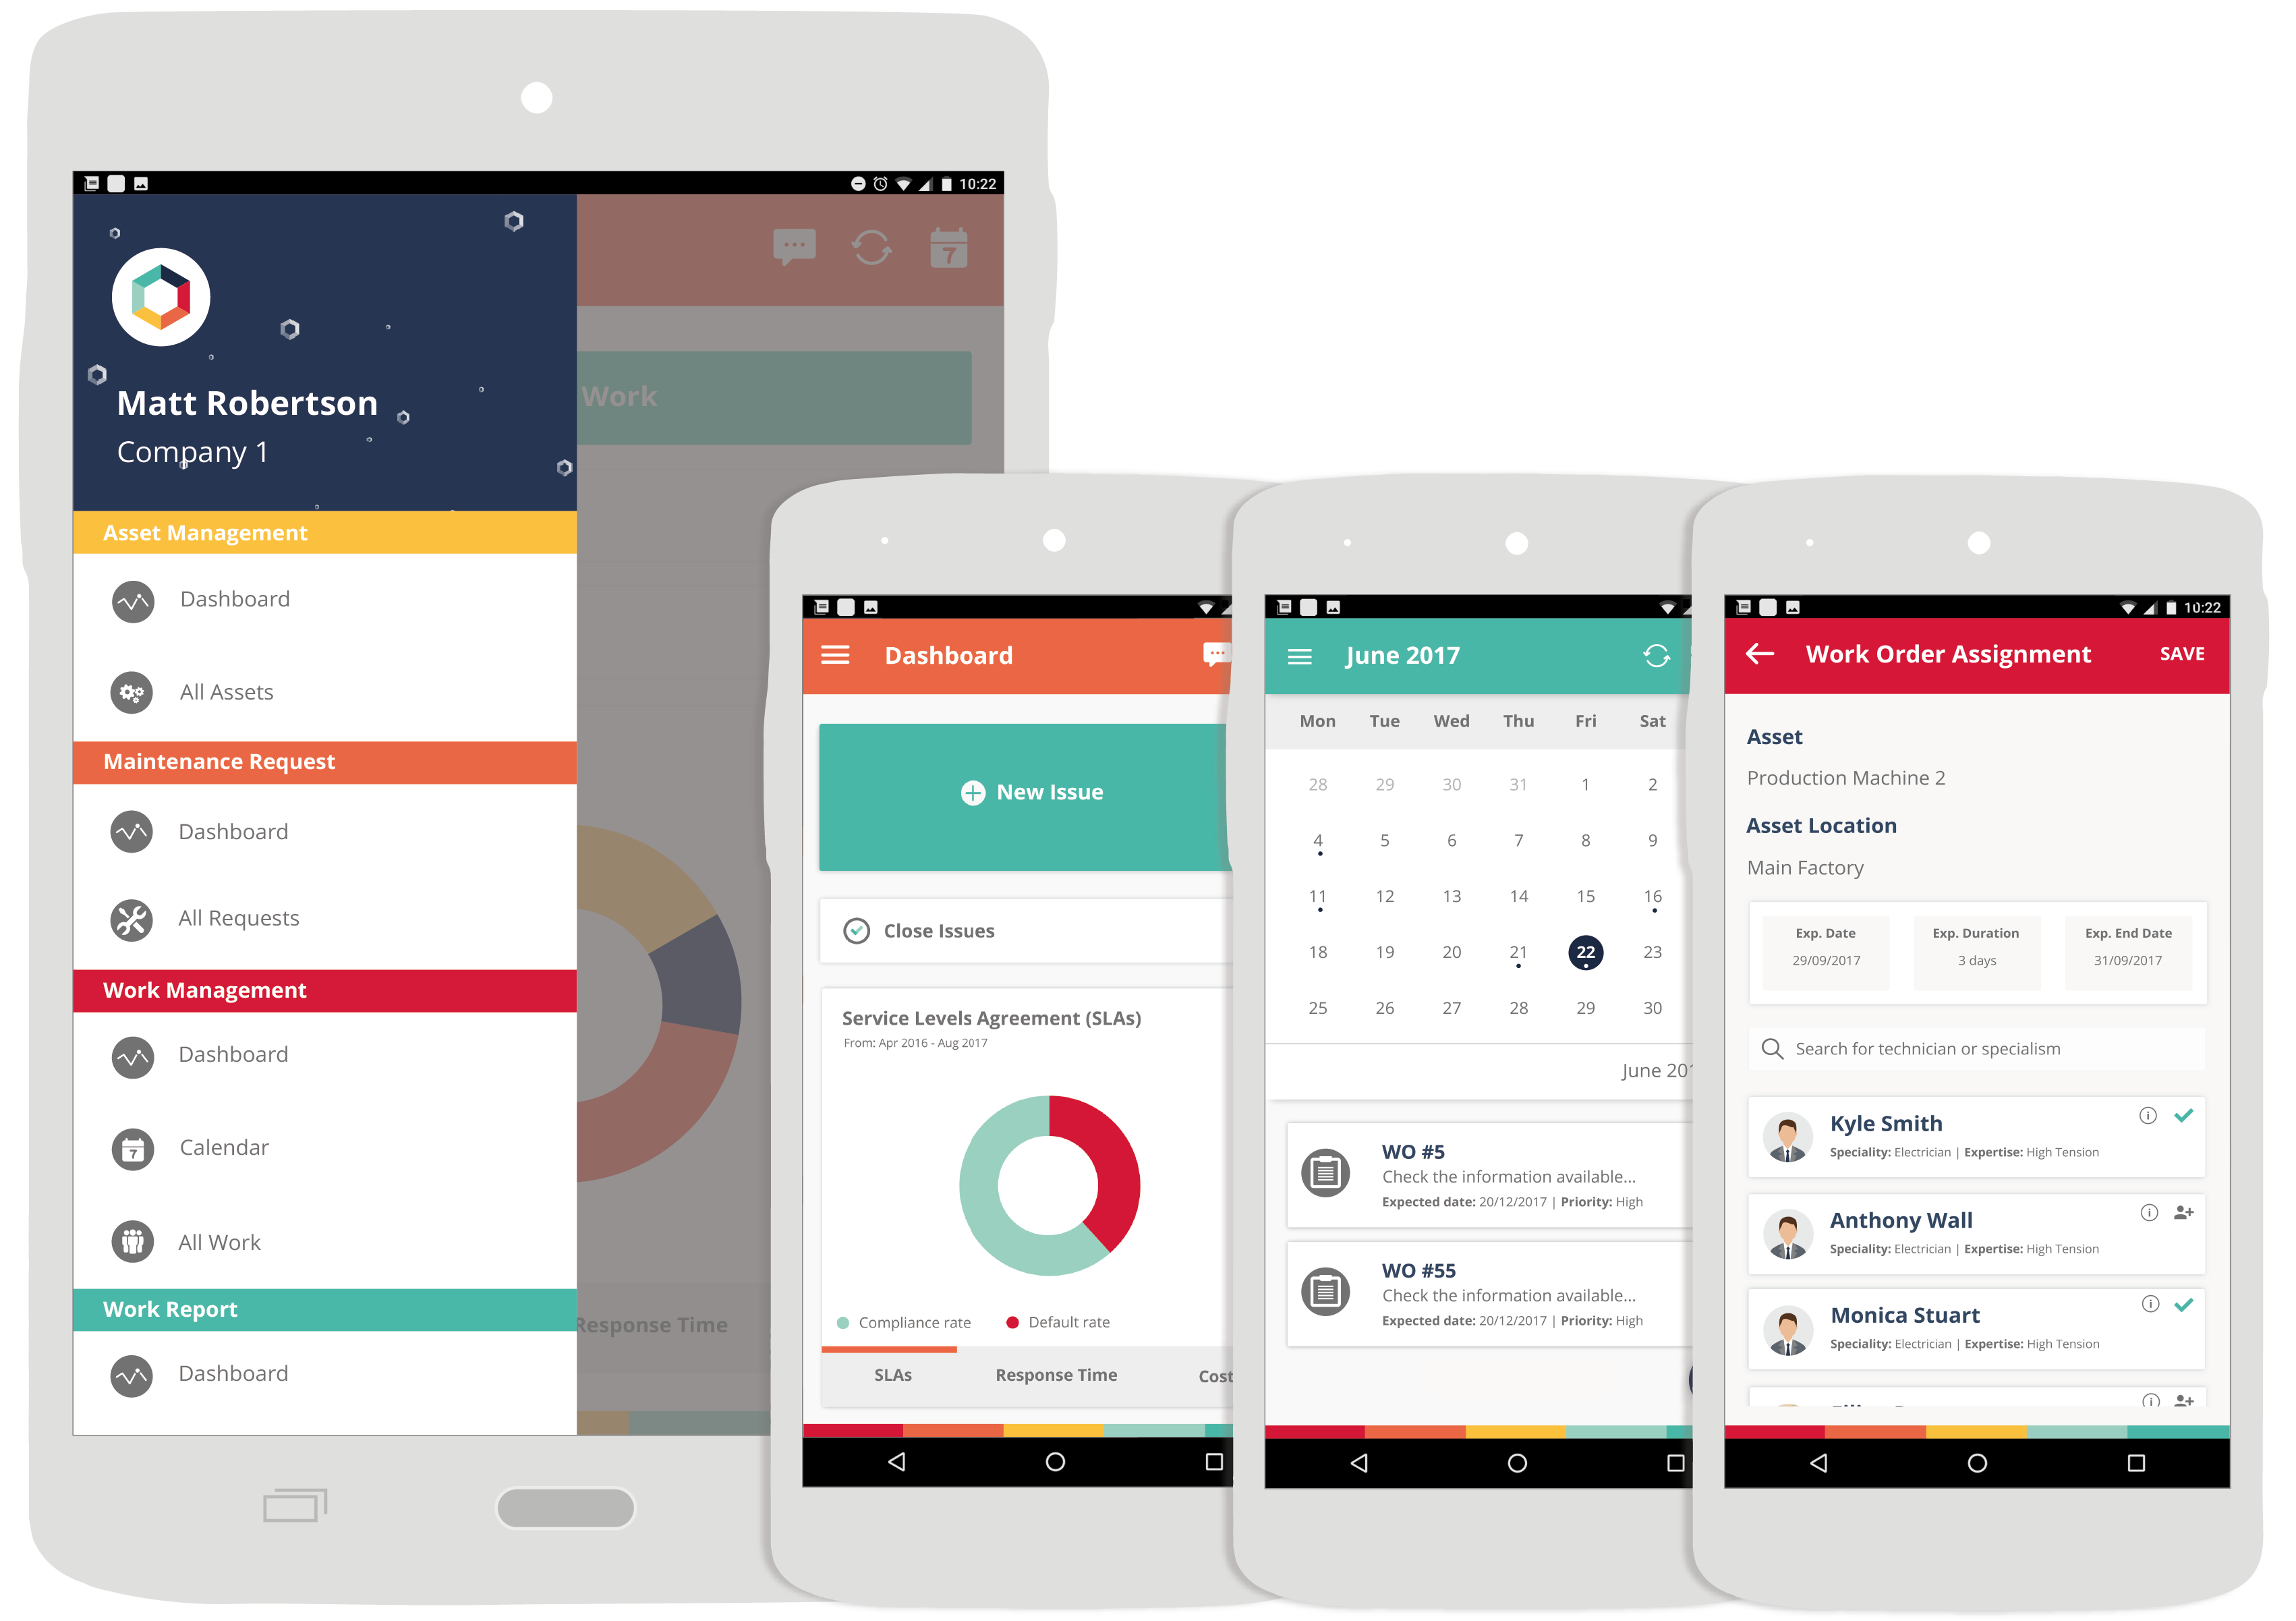 10:22
7
Matt Robertson
Company 1
Work
Asset Management
Dashboard
All Assets
Maintenance Request
Dashboard
All Requests
Work Management
Dashboard
7 Calendar
All Work
Response Time
Work Report
Dashboard
Dashboard
New Issue
Close Issues
Service Levels Agreement (SLAs)
From: Apr 2016 - Aug 2017
Compliance rate Default rate
SLAs Response Time Cost
June 2017
Mon Tue Wed Thu Fri Sat
28 29 30 31 1 2
4 5 6 7 8 9
11 12 13 14 15 16
18 19 20 21 22 23
25 26 27 28 29 30
June 201
WO #5
Check the information available...
Expected date: 20/12/2017 | Priority: High
WO #55
Check the information available...
Expected date: 20/12/2017 | Priority: High
10:22
Work Order Assignment SAVE
Asset
Production Machine 2
Asset Location
Main Factory
Exp. Date Exp. Duration Exp. End Date
29/09/2017 3 days 31/09/2017
Search for technician or specialism
Kyle Smith
Speciality: Electrician | Expertise: High Tension
Anthony Wall
Speciality: Electrician | Expertise: High Tension
Monica Stuart
Speciality: Electrician | Expertise: High Tension